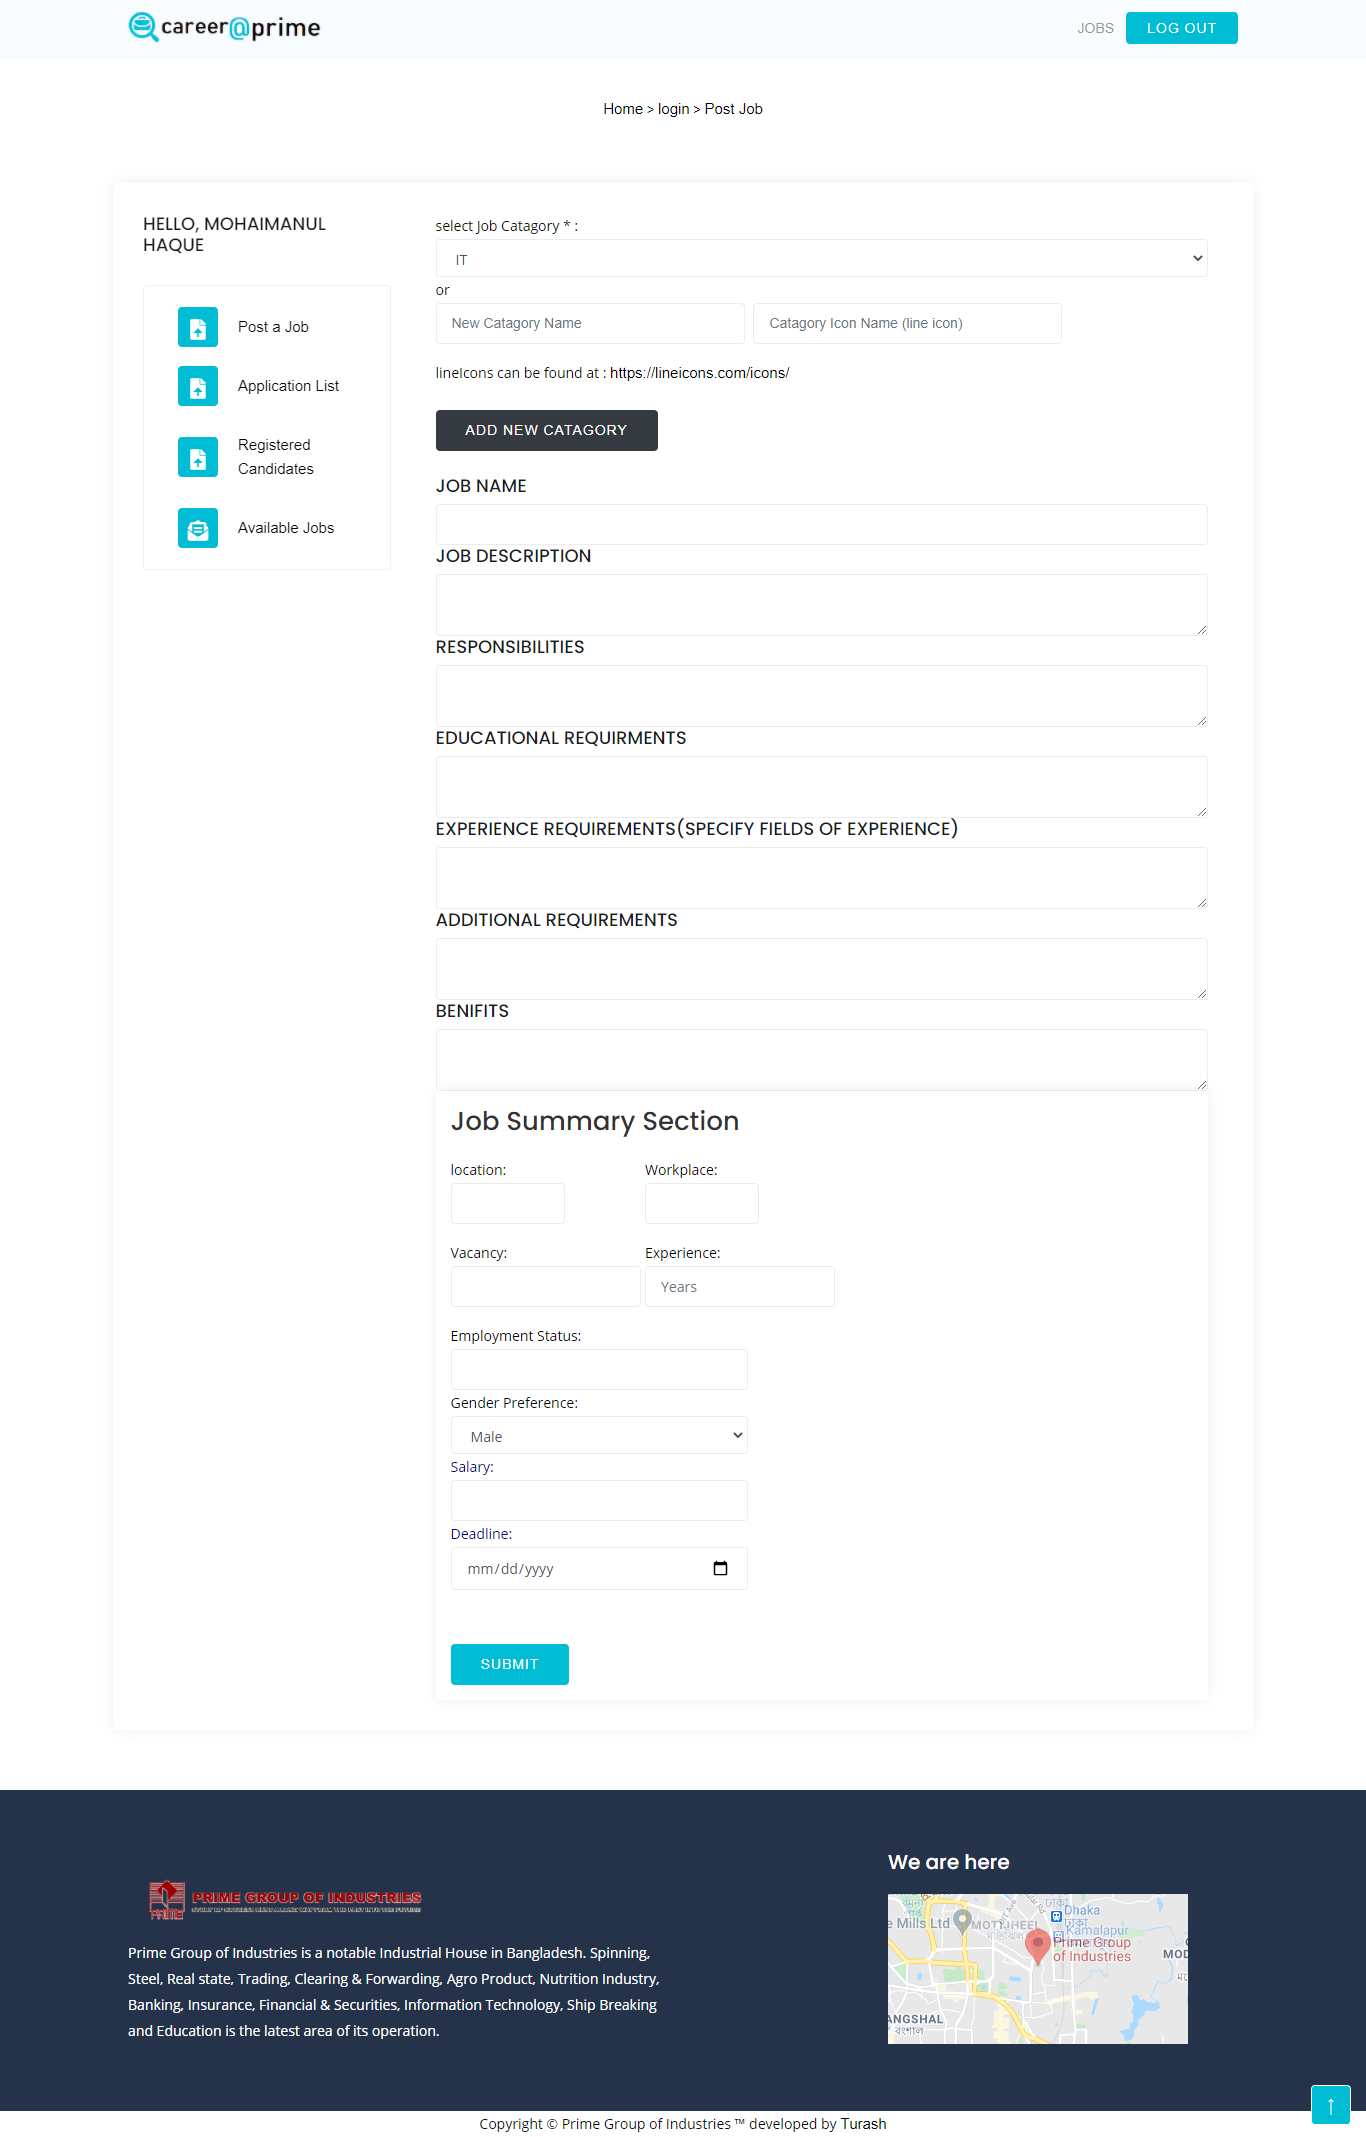 career@prime
JOBS
LOG OUT
Home > login > Post Job
HELLO, MOHAIMANUL
HAQUE
Post a Job
Application List
Registered
Candidates
Available Jobs
select Job Catagory * :
IT
or
New Catagory Name
Catagory Icon Name (line icon)
lineIcons can be found at : https://lineicons.com/icons/
ADD NEW CATAGORY
JOB NAME
JOB DESCRIPTION
RESPONSIBILITIES
EDUCATIONAL REQUIRMENTS
EXPERIENCE REQUIREMENTS(SPECIFY FIELDS OF EXPERIENCE)
ADDITIONAL REQUIREMENTS
BENIFITS
Job Summary Section
location:
Workplace:
Vacancy:
Experience:
Years
Employment Status:
Gender Preference:
Male
Salary:
Deadline:
mm/dd/yyyy
SUBMIT
PRIME
PRIME GROUP OF INDUSTRIES
Prime Group of Industries is a notable Industrial House in Bangladesh. Spinning,
Steel, Real state, Trading, Clearing & Forwarding, Agro Product, Nutrition Industry,
Banking, Insurance, Financial & Securities, Information Technology, Ship Breaking
and Education is the latest area of its operation.
We are here
Dhaka
ঢাকা
e Mills Ltd
MOTIJHEEL
মতিঝিল
Kamalapur
Prime Group
of Industries
MOD
ANGSHAL
বংশাল
Copyright © Prime Group of Industries ™ developed by Turash